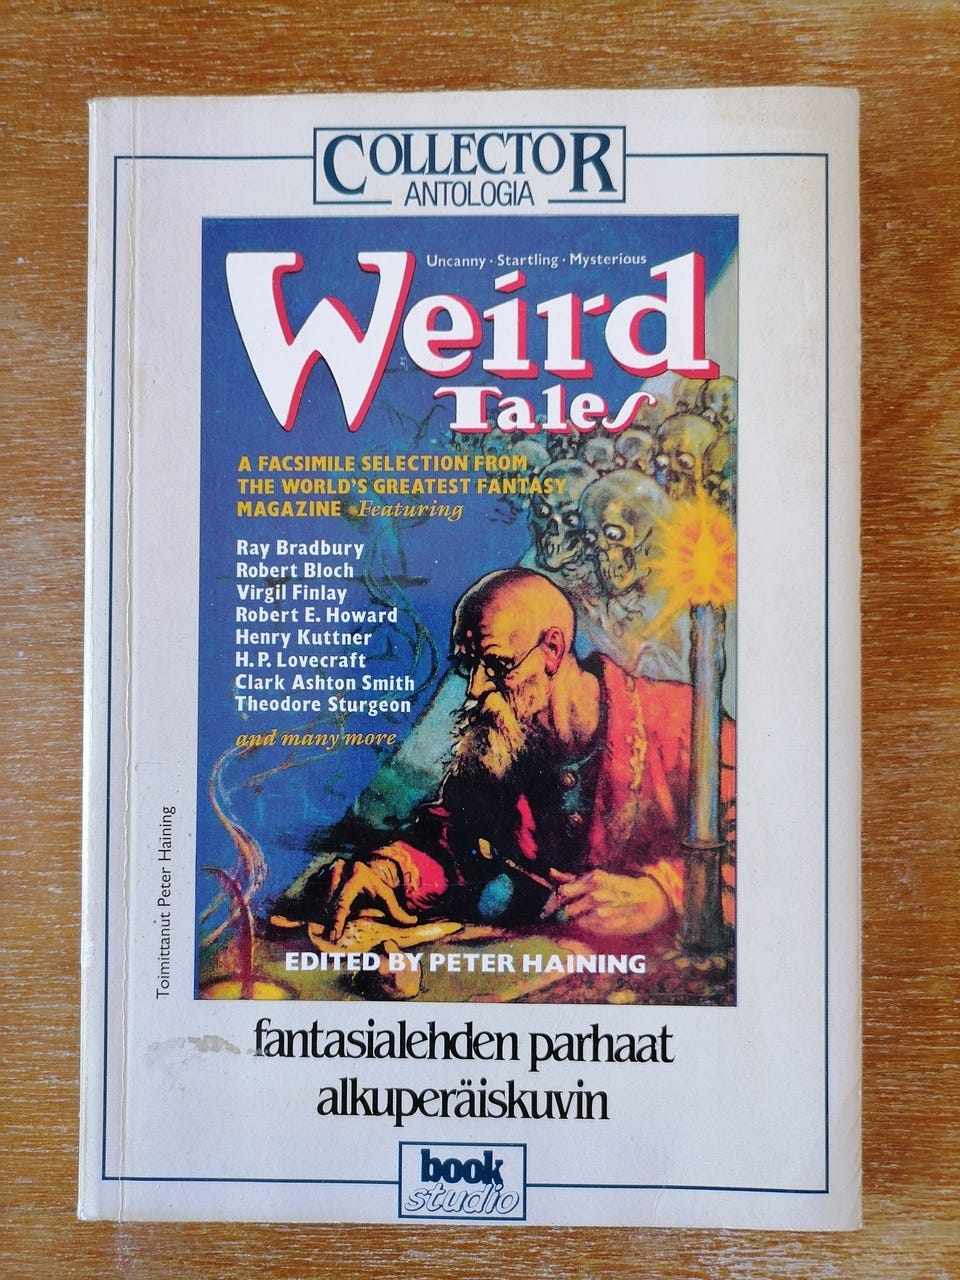 COLLECTOR
ANTOLOGIA
Uncanny · Startling · Mysterious
Weird
Tales
A FACSIMILE SELECTION FROM
THE WORLD'S GREATEST FANTASY
MAGAZINE Featuring
Ray Bradbury
Robert Bloch
Virgil Finlay
Robert E. Howard
Henry Kuttner
H. P. Lovecraft
Clark Ashton Smith
Theodore Sturgeon
and many more
Toimittanut Peter Haining
EDITED BY PETER HAINING
fantasialehden parhaat
alkuperäiskuvin
book
studio